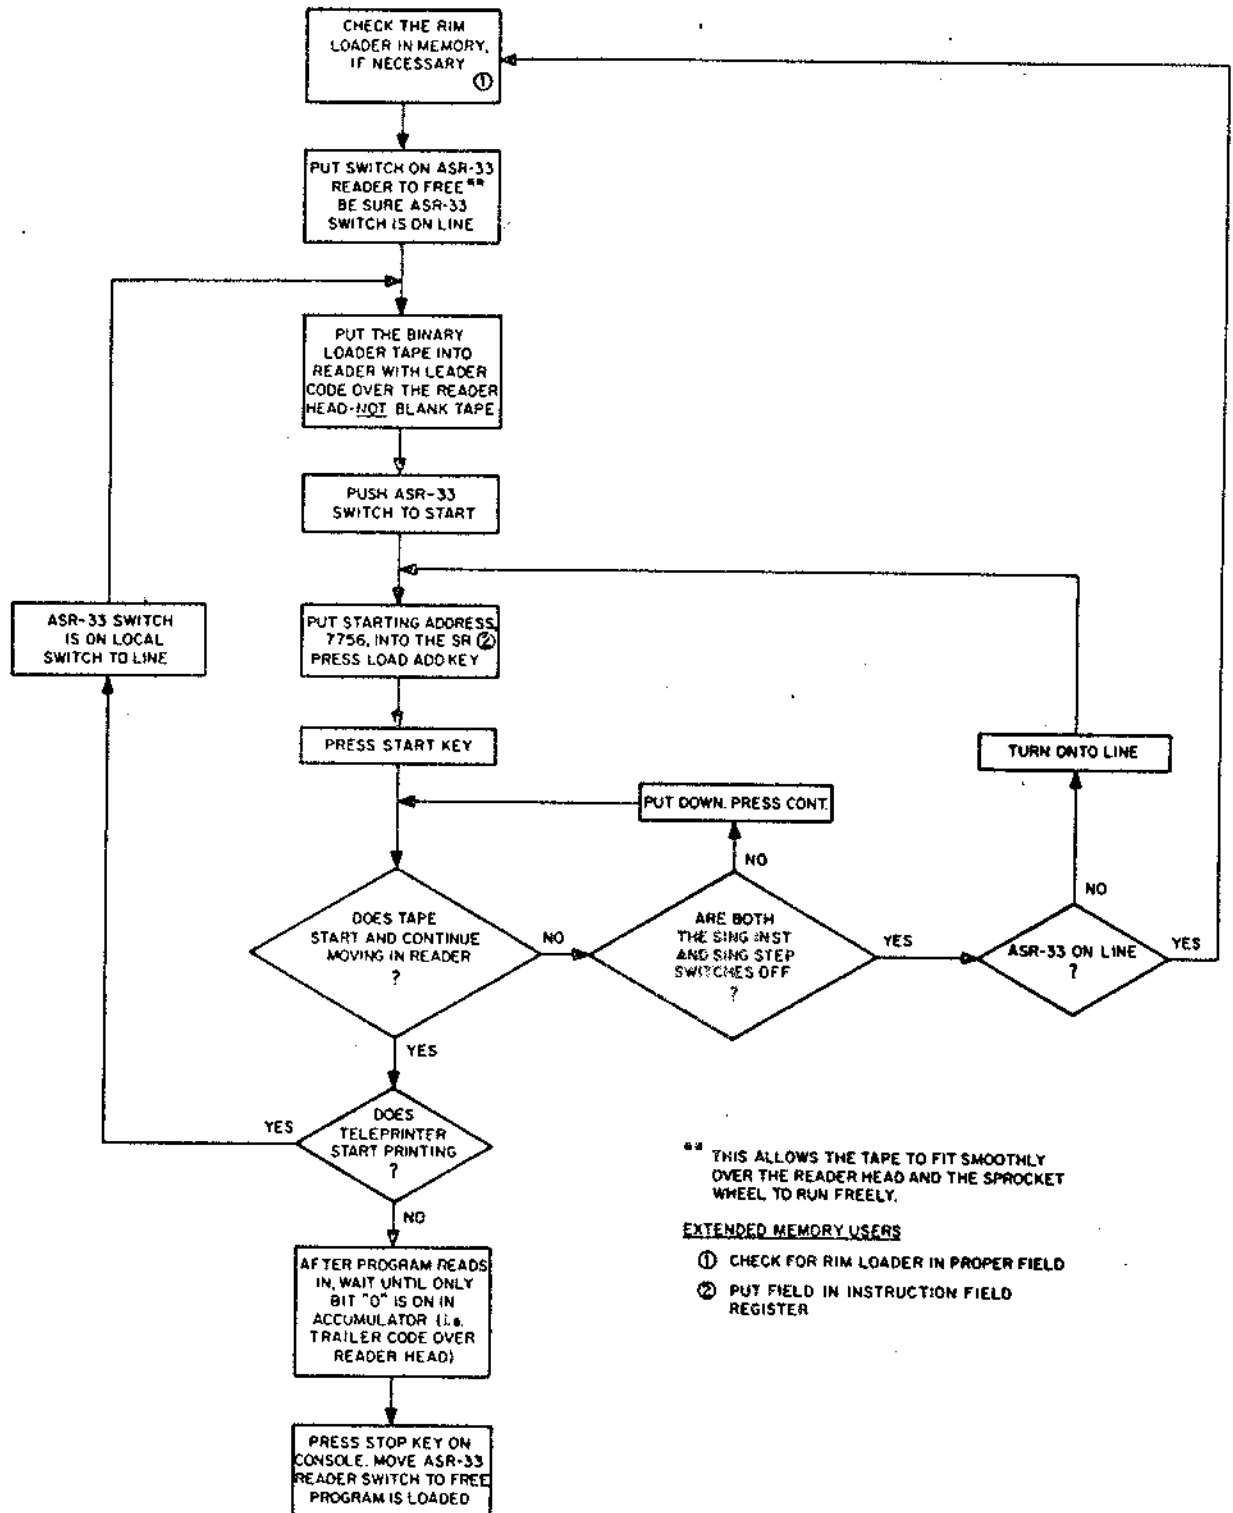 CHECK THE RIM
LOADER IN MEMORY,
IF NECESSARY
①
PUT SWITCH ON ASR-33
READER TO FREE**
BE SURE ASR-33
SWITCH IS ON LINE
PUT THE BINARY
LOADER TAPE INTO
READER WITH LEADER
CODE OVER THE READER
HEAD-NOT BLANK TAPE
PUSH ASR-33
SWITCH TO START
ASR-33 SWITCH
IS ON LOCAL
SWITCH TO LINE
PUT STARTING ADDRESS,
7756, INTO THE SR ②
PRESS LOAD ADD KEY
PRESS START KEY
TURN ONTO LINE
PUT DOWN. PRESS CONT.
NO
NO
DOES TAPE
START AND CONTINUE
MOVING IN READER
?
NO
ARE BOTH
THE SING INST
AND SING STEP
SWITCHES OFF
?
YES
ASR-33 ON LINE
?
YES
YES
DOES
TELEPRINTER
START PRINTING
?
YES
NO
AFTER PROGRAM READS
IN, WAIT UNTIL ONLY
BIT "0" IS ON IN
ACCUMULATOR (i.e.
TRAILER CODE OVER
READER HEAD)
PRESS STOP KEY ON
CONSOLE. MOVE ASR-33
READER SWITCH TO FREE
PROGRAM IS LOADED
** THIS ALLOWS THE TAPE TO FIT SMOOTHLY
OVER THE READER HEAD AND THE SPROCKET
WHEEL TO RUN FREELY.
EXTENDED MEMORY USERS
① CHECK FOR RIM LOADER IN PROPER FIELD
② PUT FIELD IN INSTRUCTION FIELD
REGISTER